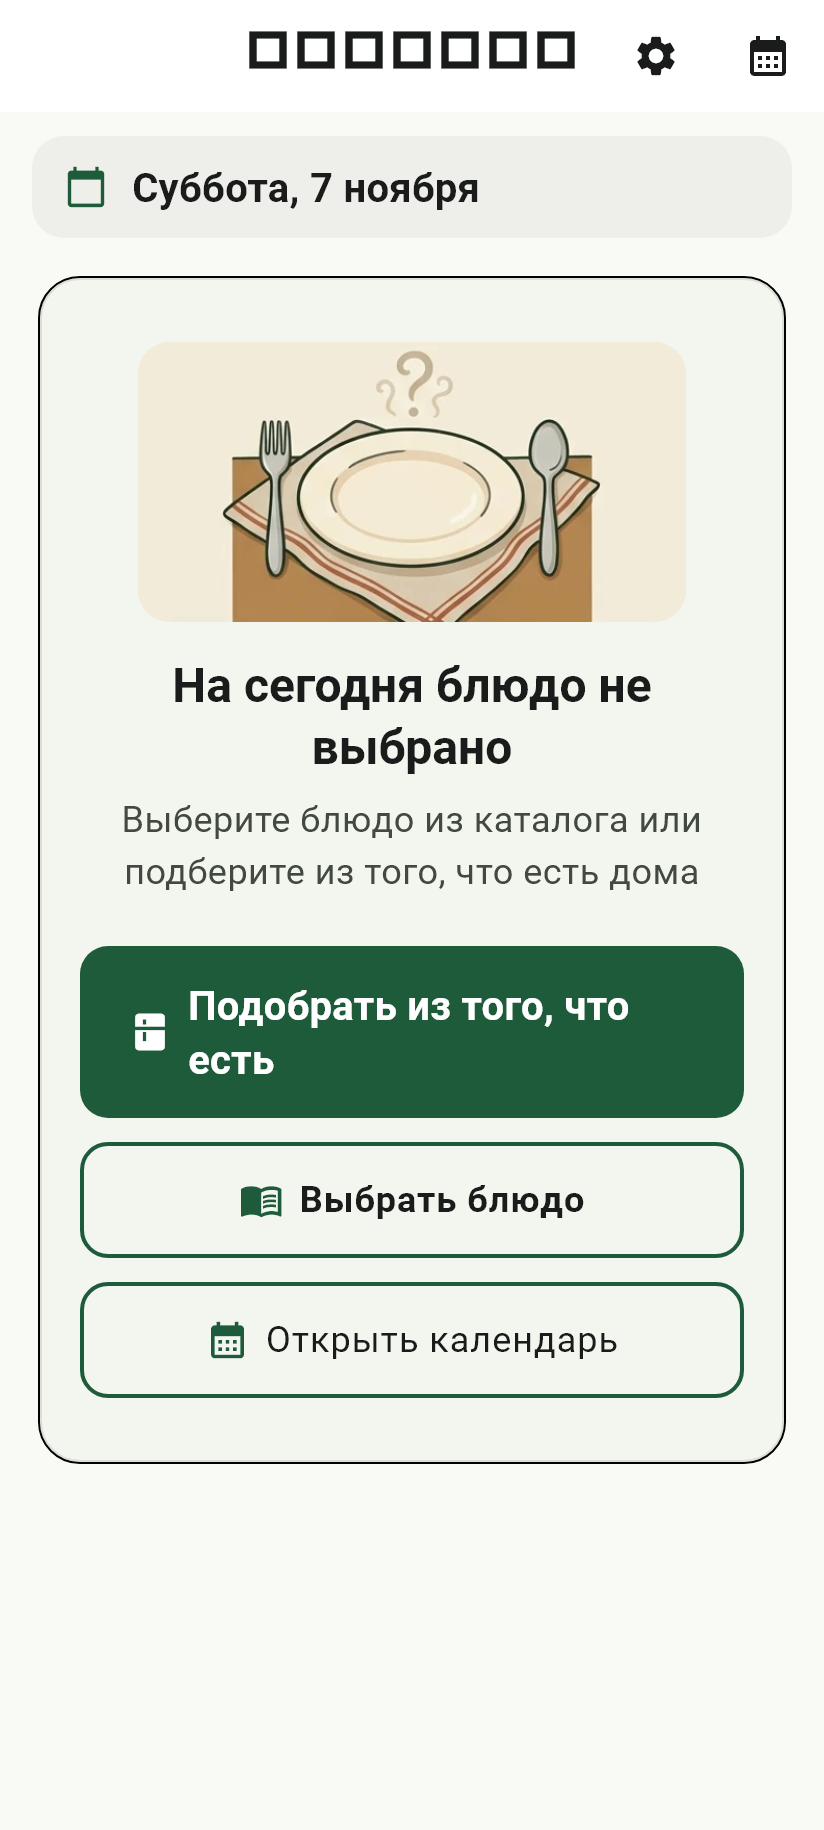 Суббота, 7 ноября
На сегодня блюдо не
выбрано
Выберите блюдо из каталога или
подберите из того, что есть дома
Подобрать из того, что
есть
Выбрать блюдо
Открыть календарь